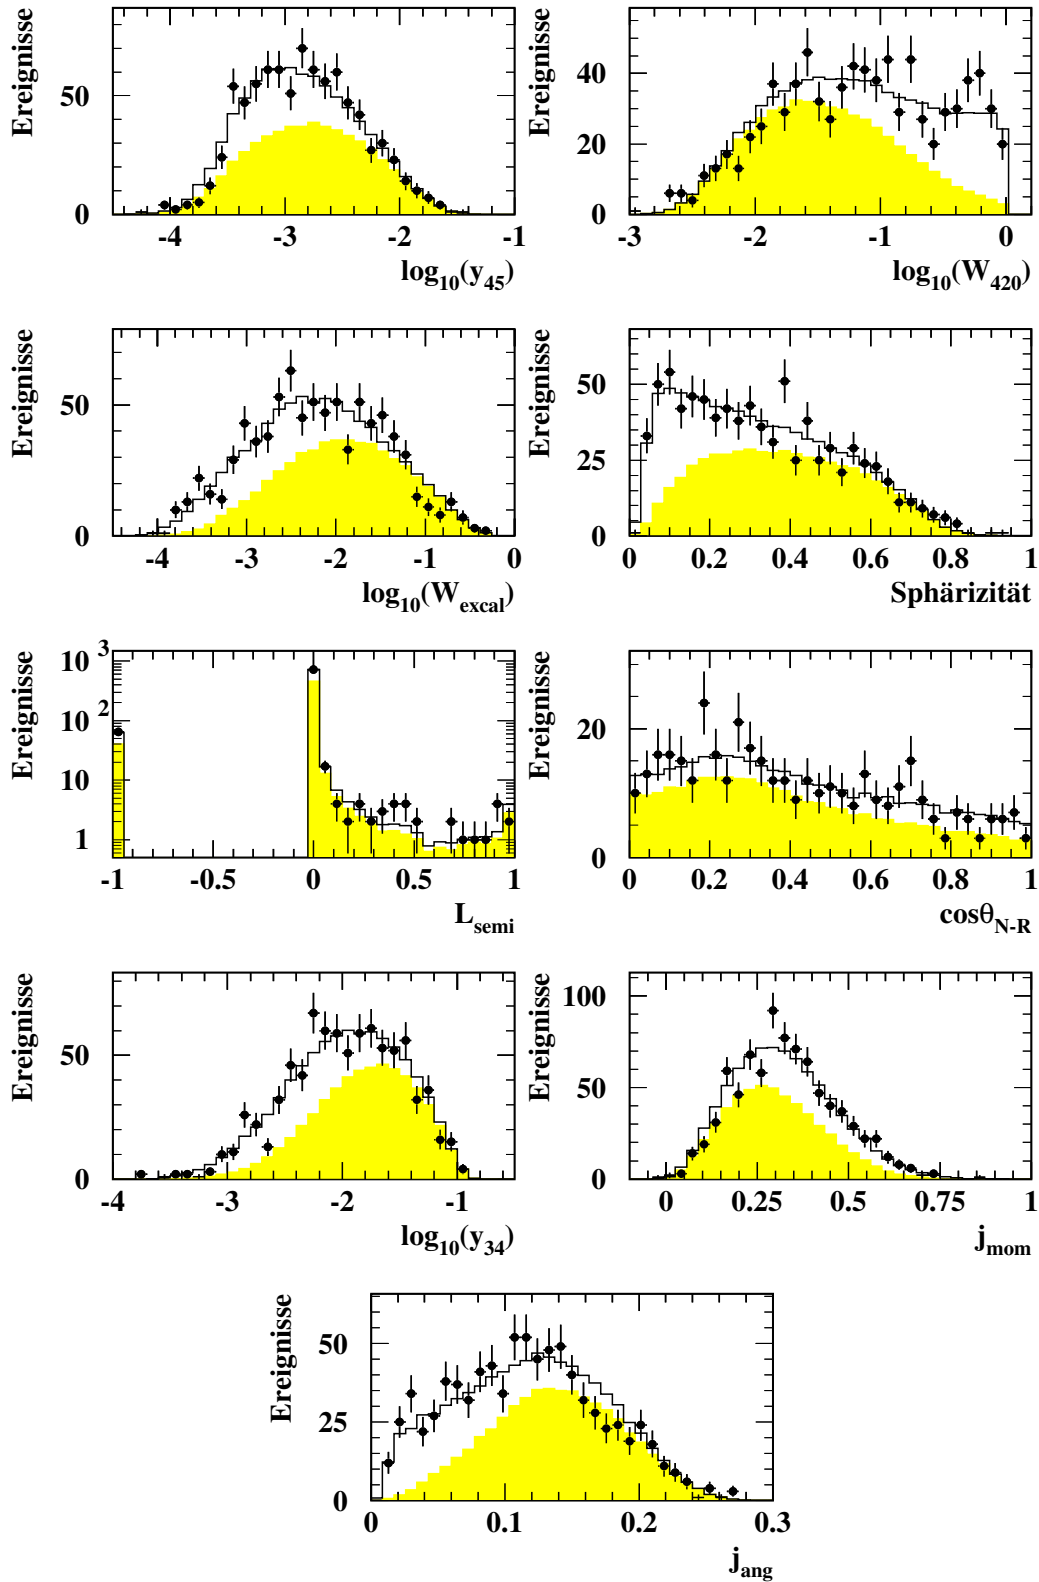 Ereignisse
50
0
-4 -3 -2 -1
log10(y45)
Ereignisse
60
40
20
0
-3 -2 -1 0
log10(W420)
Ereignisse
50
0
-4 -3 -2 -1 0
log10(Wexcal)
Ereignisse
50
25
0
0 0.2 0.4 0.6 0.8 1
Sphärizität
Ereignisse
10 3
10 2
10
1
-1 -0.5 0 0.5 1
Lsemi
Ereignisse
20
0
0 0.2 0.4 0.6 0.8 1
cosθN-R
Ereignisse
50
0
-4 -3 -2 -1
log10(y34)
Ereignisse
100
50
0
0 0.25 0.5 0.75 1
jmom
Ereignisse
50
25
0
0 0.1 0.2 0.3
jang